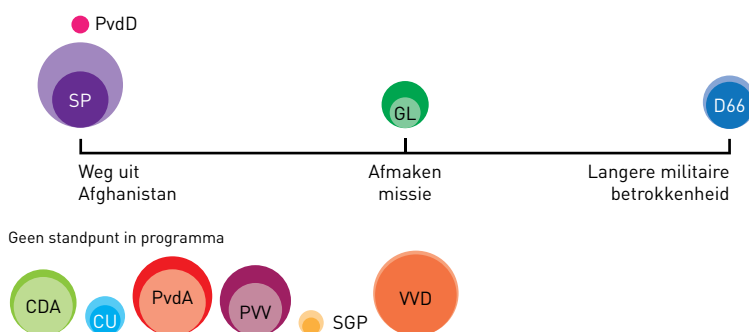 PvdD
SP
GL
D66
Weg uit
Afghanistan
Afmaken
missie
Langere militaire
betrokkenheid
Geen standpunt in programma
CDA
CU
PvdA
PVV
SGP
VVD